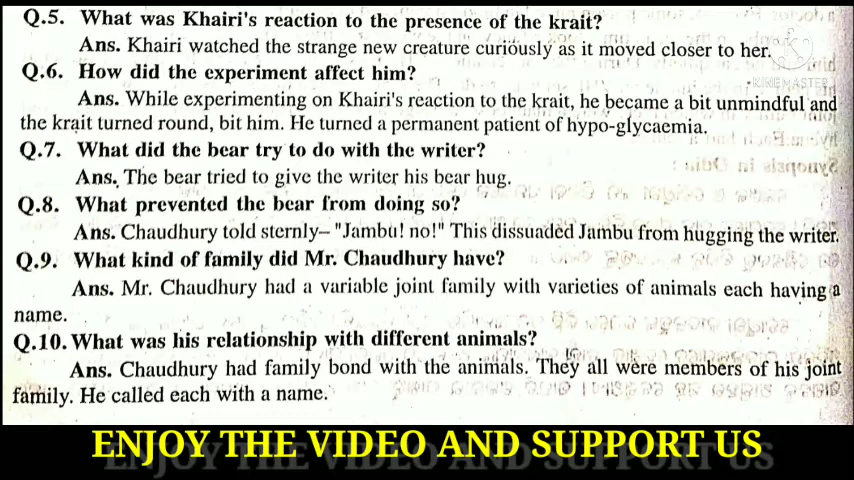 Q.5. What was Khairi's reaction to the presence of the krait?
Ans. Khairi watched the strange new creature curiously as it moved closer to her.
Q.6. How did the experiment affect him?
KINEMASTER
Ans. While experimenting on Khairi's reaction to the krait, he became a bit unmindful and
the krait turned round, bit him. He turned a permanent patient of hypo-glycaemia.
Q.7. What did the bear try to do with the writer?
Ans. The bear tried to give the writer his bear hug.
Q.8. What prevented the bear from doing so?
Ans. Chaudhury told sternly– "Jambu! no!" This dissuaded Jambu from hugging the writer.
Q.9. What kind of family did Mr. Chaudhury have?
Ans. Mr. Chaudhury had a variable joint family with varieties of animals each having a
name.
Q.10. What was his relationship with different animals?
Ans. Chaudhury had family bond with the animals. They all were members of his joint
family. He called each with a name.
ENJOY THE VIDEO AND SUPPORT US